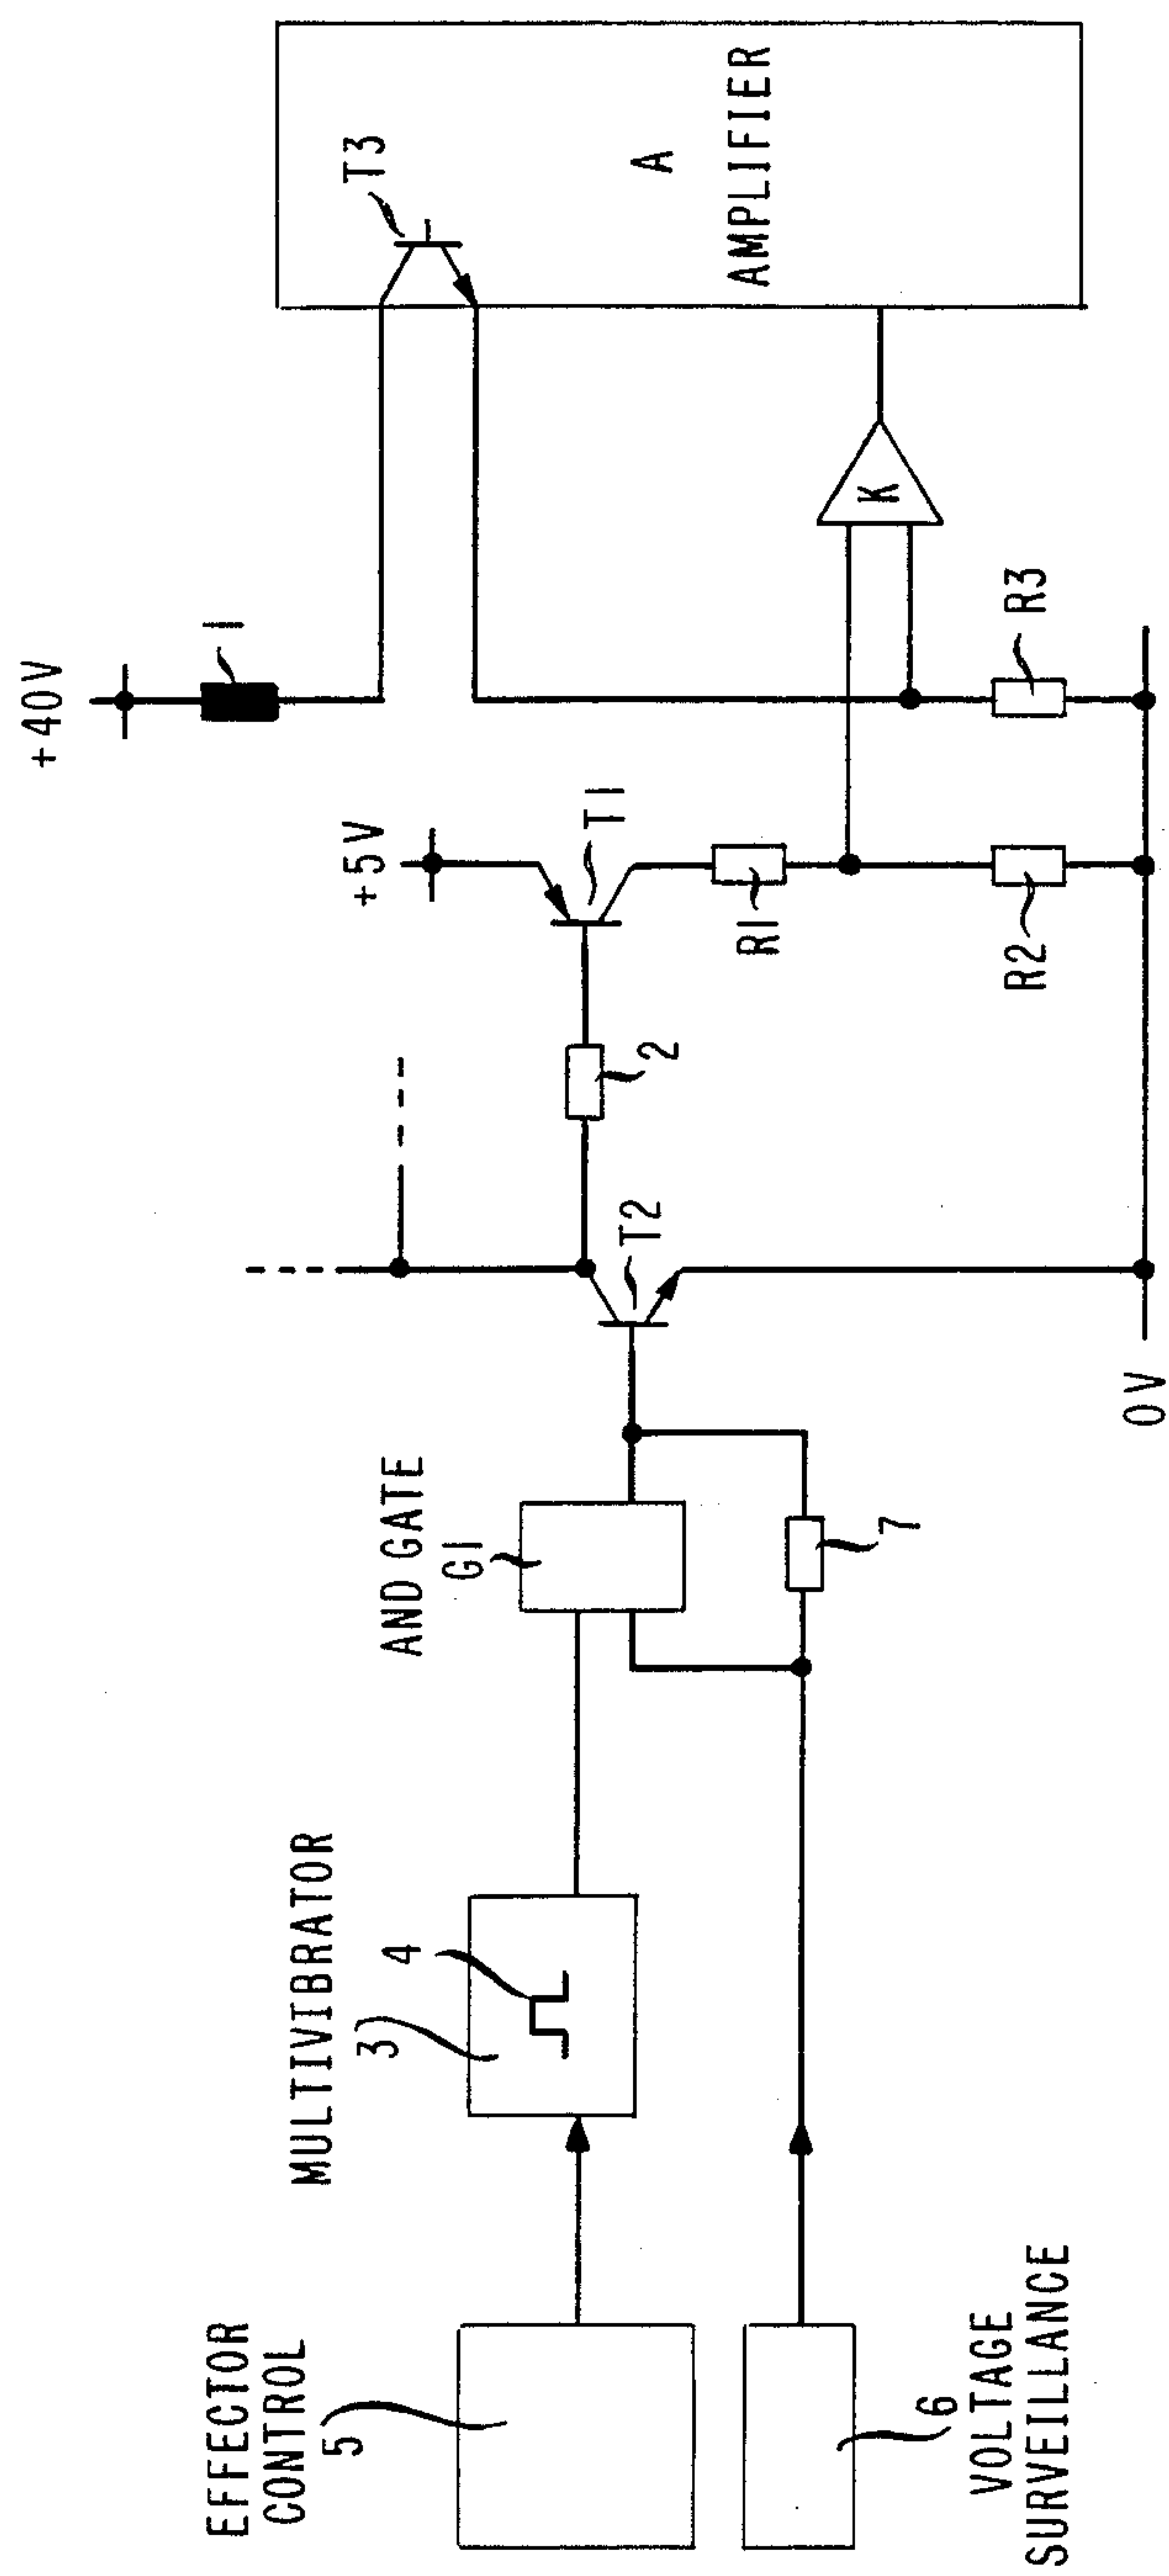 EFFECTOR
CONTROL
5
VOLTAGE
SURVEILLANCE
6
MULTIVIBRATOR
3
4
AND GATE
G1
7
T2
0V
2
+5V
T1
R1
R2
+40V
1
R3
K
T3
A
AMPLIFIER